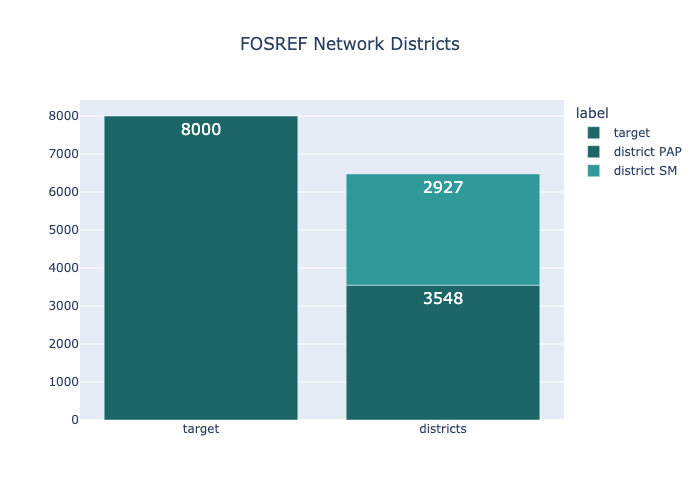 FOSREF Network Districts
8000
7000
6000
5000
4000
3000
2000
1000
0
8000
2927
3548
target
districts
label
target
district PAP
district SM